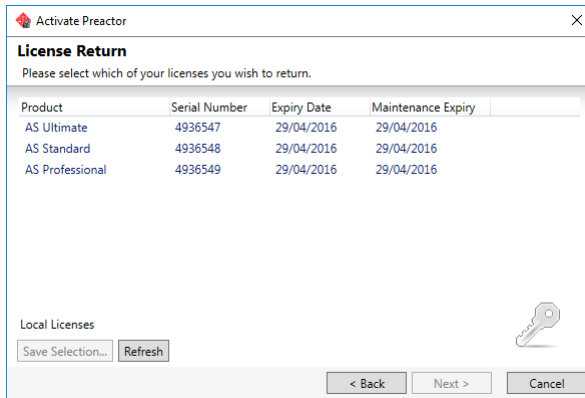 Activate Preactor
License Return
Please select which of your licenses you wish to return.
Product Serial Number Expiry Date Maintenance Expiry
AS Ultimate 4936547 29/04/2016 29/04/2016
AS Standard 4936548 29/04/2016 29/04/2016
AS Professional 4936549 29/04/2016 29/04/2016
Local Licenses
Save Selection... Refresh
< Back Next > Cancel